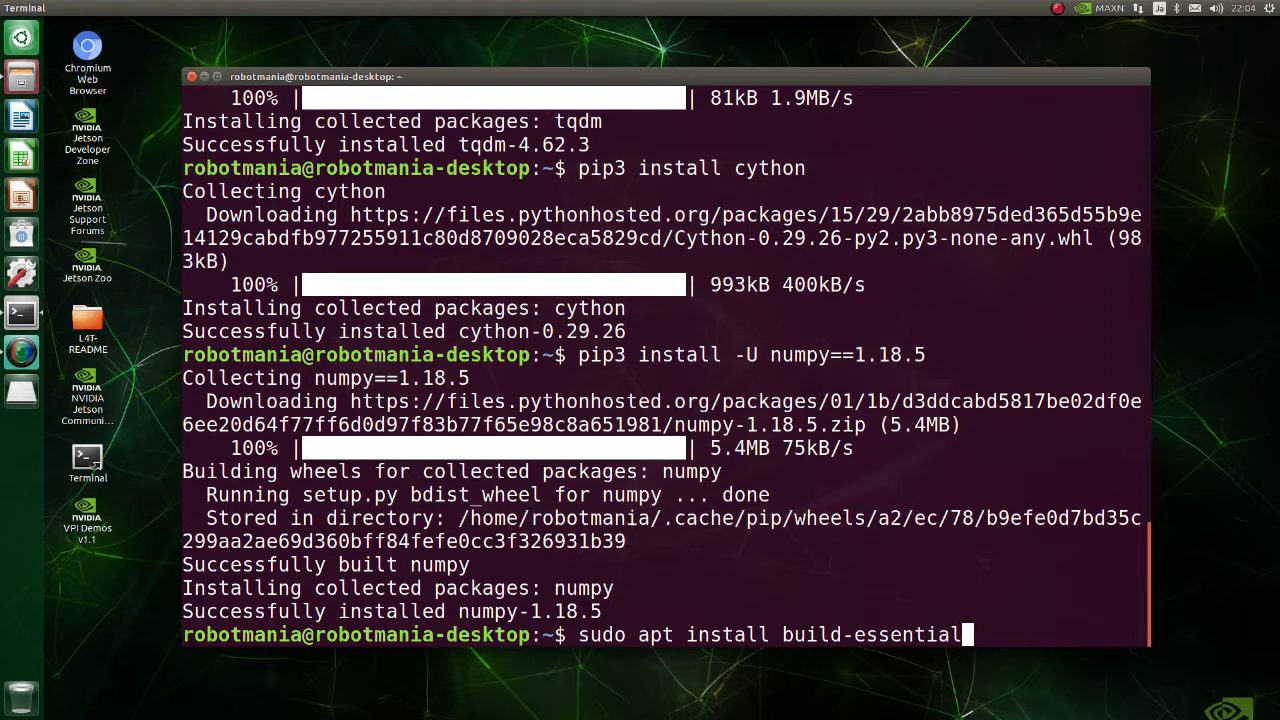 Terminal
MAXN
Ja
22:04
Chromium
Web
Browser
NVIDIA
Jetson
Developer
Zone
NVIDIA
Jetson
Support
Forums
NVIDIA
Jetson Zoo
L4T-
README
NVIDIA
NVIDIA
Jetson
Communi...
Terminal
NVIDIA
VPI Demos
v1.1
robotmania@robotmania-desktop: ~
100% | | 81kB 1.9MB/s
Installing collected packages: tqdm
Successfully installed tqdm-4.62.3
robotmania@robotmania-desktop:~$ pip3 install cython
Collecting cython
Downloading https://files.pythonhosted.org/packages/15/29/2abb8975ded365d55b9e
14129cabdfb977255911c80d8709028eca5829cd/Cython-0.29.26-py2.py3-none-any.whl (98
3kB)
100% | | 993kB 400kB/s
Installing collected packages: cython
Successfully installed cython-0.29.26
robotmania@robotmania-desktop:~$ pip3 install -U numpy==1.18.5
Collecting numpy==1.18.5
Downloading https://files.pythonhosted.org/packages/01/1b/d3ddcabd5817be02df0e
6ee20d64f77ff6d0d97f83b77f65e98c8a651981/numpy-1.18.5.zip (5.4MB)
100% | | 5.4MB 75kB/s
Building wheels for collected packages: numpy
Running setup.py bdist_wheel for numpy ... done
Stored in directory: /home/robotmania/.cache/pip/wheels/a2/ec/78/b9efe0d7bd35c
299aa2ae69d360bff84fefe0cc3f326931b39
Successfully built numpy
Installing collected packages: numpy
Successfully installed numpy-1.18.5
robotmania@robotmania-desktop:~$ sudo apt install build-essential